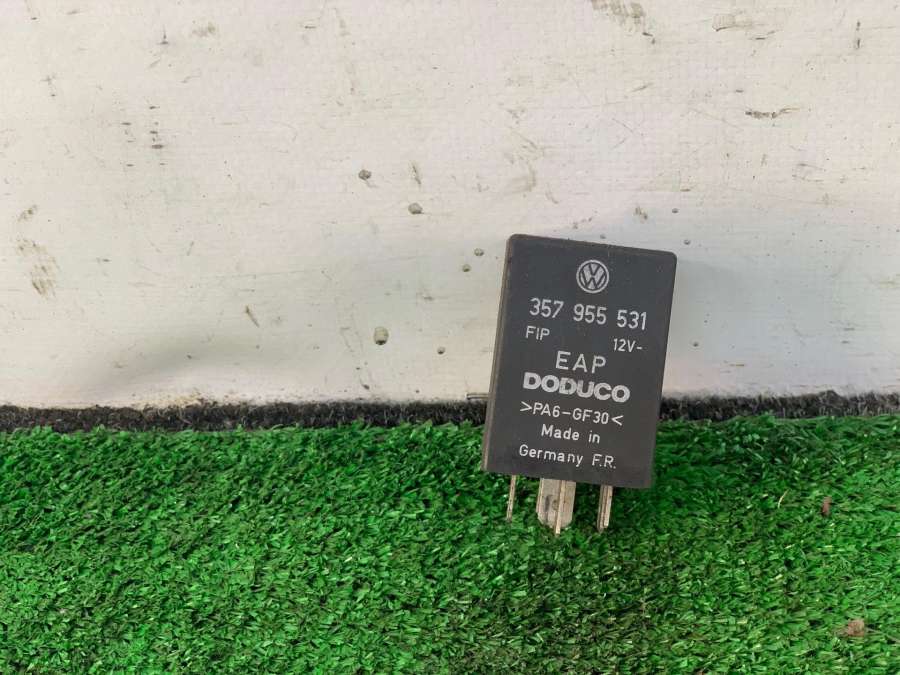 357 955 531
FIP 12V-
EAP
DODUCO
>PA6-GF30<
Made in
Germany F.R.